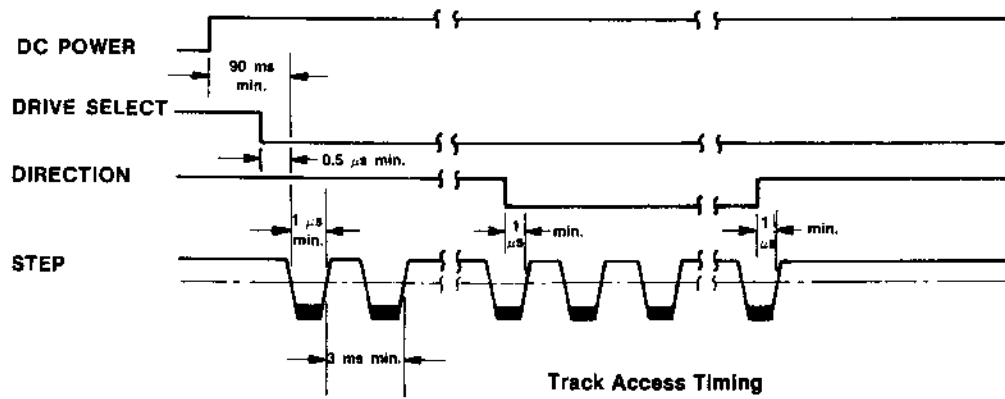 DC POWER
90 ms
min.
DRIVE SELECT
0.5 μs min.
DIRECTION
1 μs
min.
1
μs
min.
1
μs
min.
STEP
3 ms min.
Track Access Timing